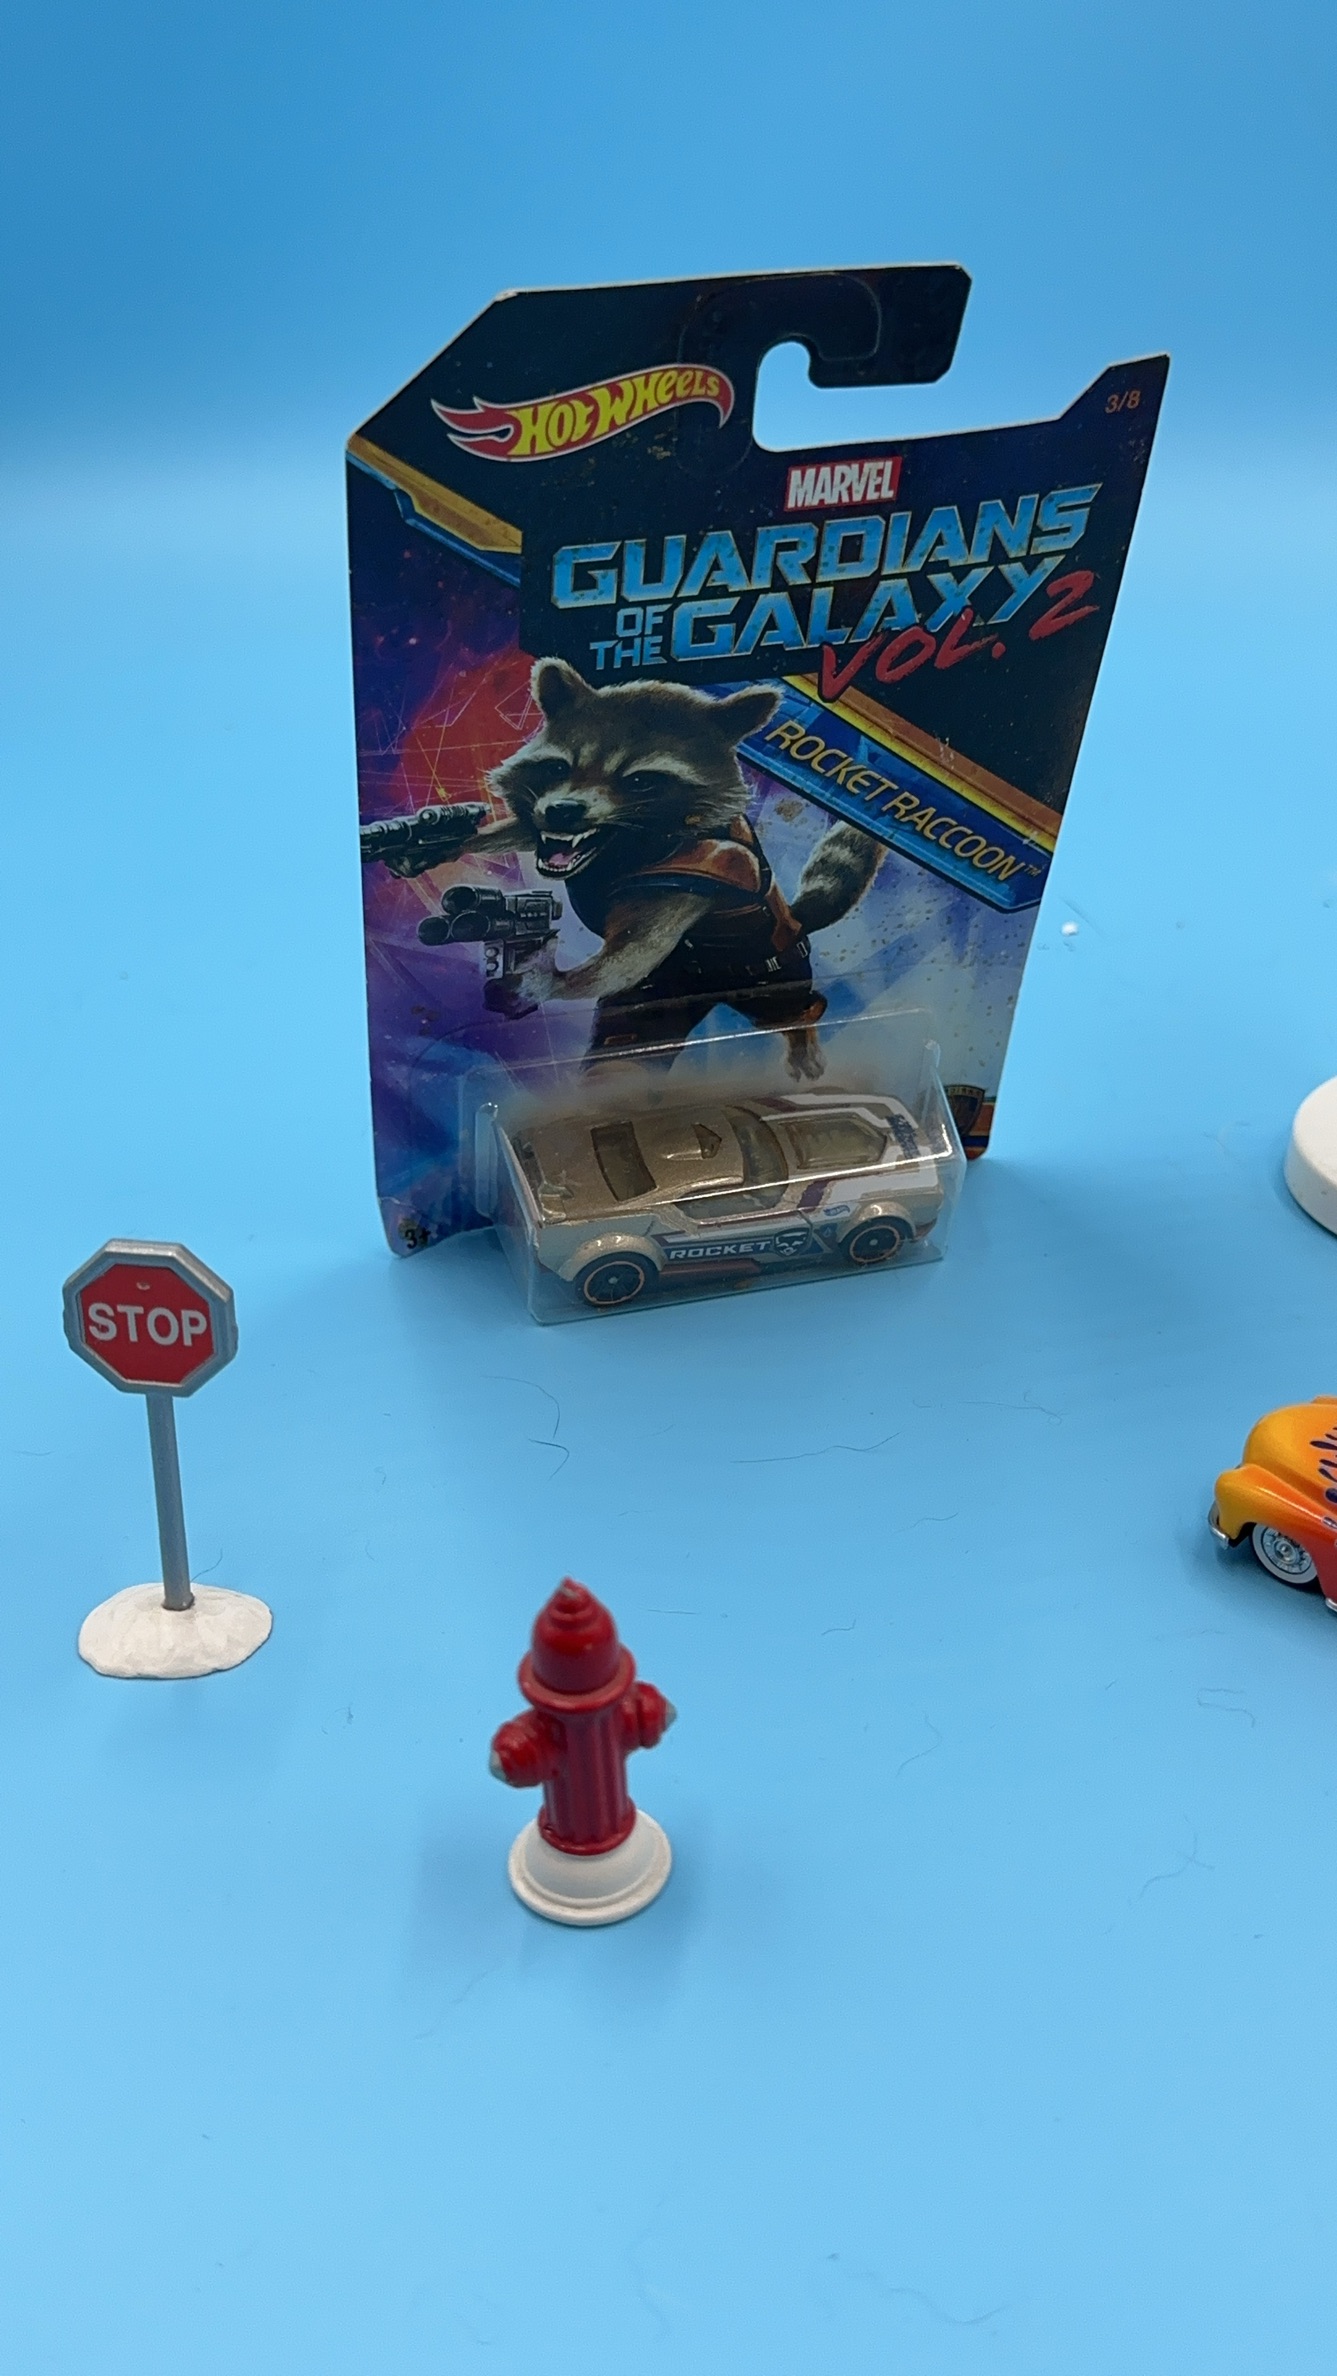 HOT WHEELS
3/8
MARVEL
GUARDIANS
OF THE GALAXY
VOL. 2
ROCKET RACCOON™
ROCKET
3+
STOP